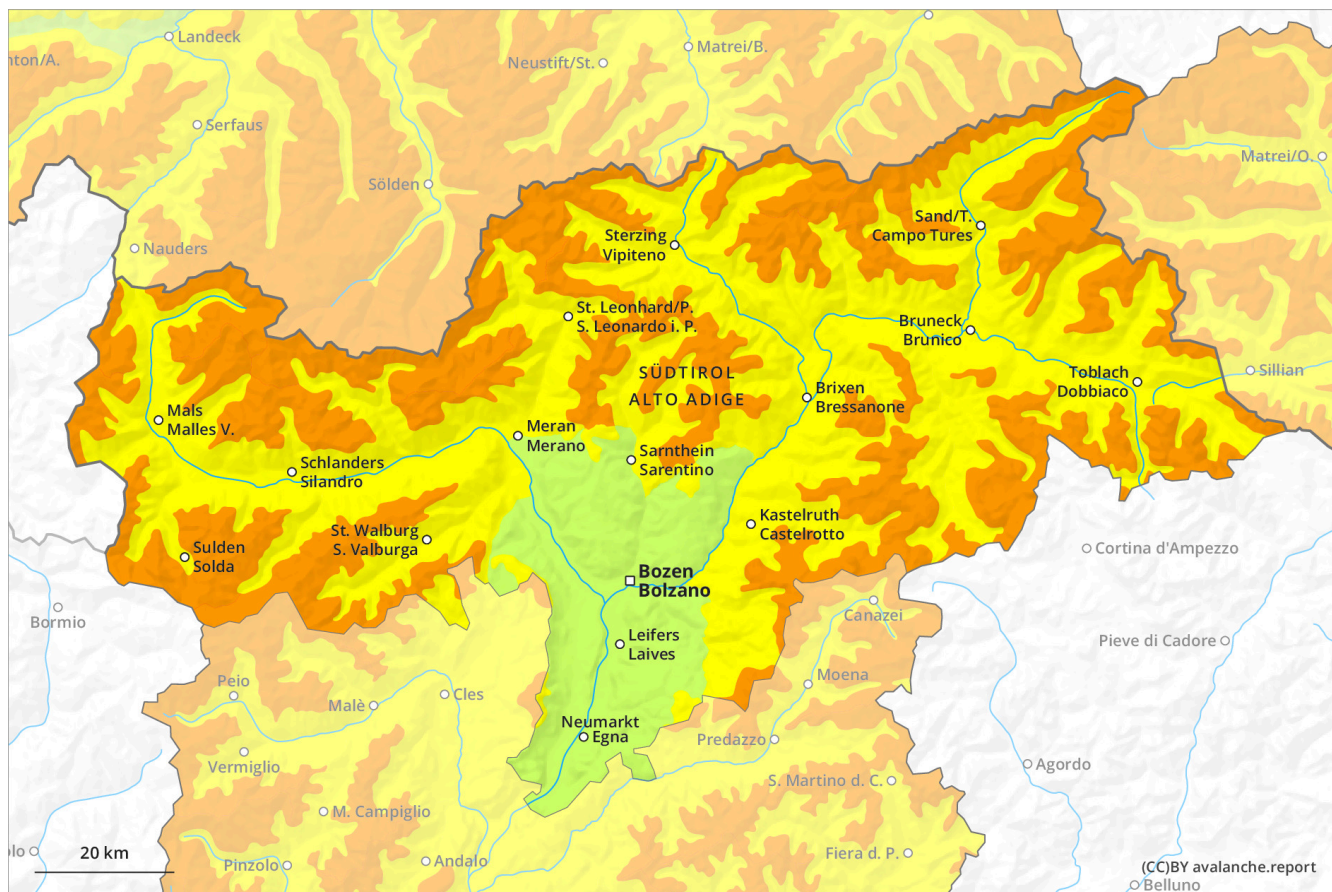 Landeck
nton/A.
Matrei/B.
Neustift/St.
Serfaus
Matrei/O.
Sölden
Nauders
Sand/T.
Campo Tures
Sterzing
Vipiteno
St. Leonhard/P.
S. Leonardo i. P.
Bruneck
Brunico
SÜDTIROL
ALTO ADIGE
Toblach
Dobbiaco
Sillian
Brixen
Bressanone
Mals
Malles V.
Meran
Merano
Sarnthein
Sarentino
Schlanders
Silandro
Kastelruth
Castelrotto
St. Walburg
S. Valburga
Sulden
Solda
Cortina d'Ampezzo
Bozen
Bolzano
Bormio
Canazei
Leifers
Laives
Pieve di Cadore
Peio
Malè
Cles
Moena
Neumarkt
Egna
Predazzo
Vermiglio
Agordo
S. Martino d. C.
M. Campiglio
olo
20 km
Pinzolo
Andalo
Fiera d. P.
(CC)BY avalanche.report
Belluno